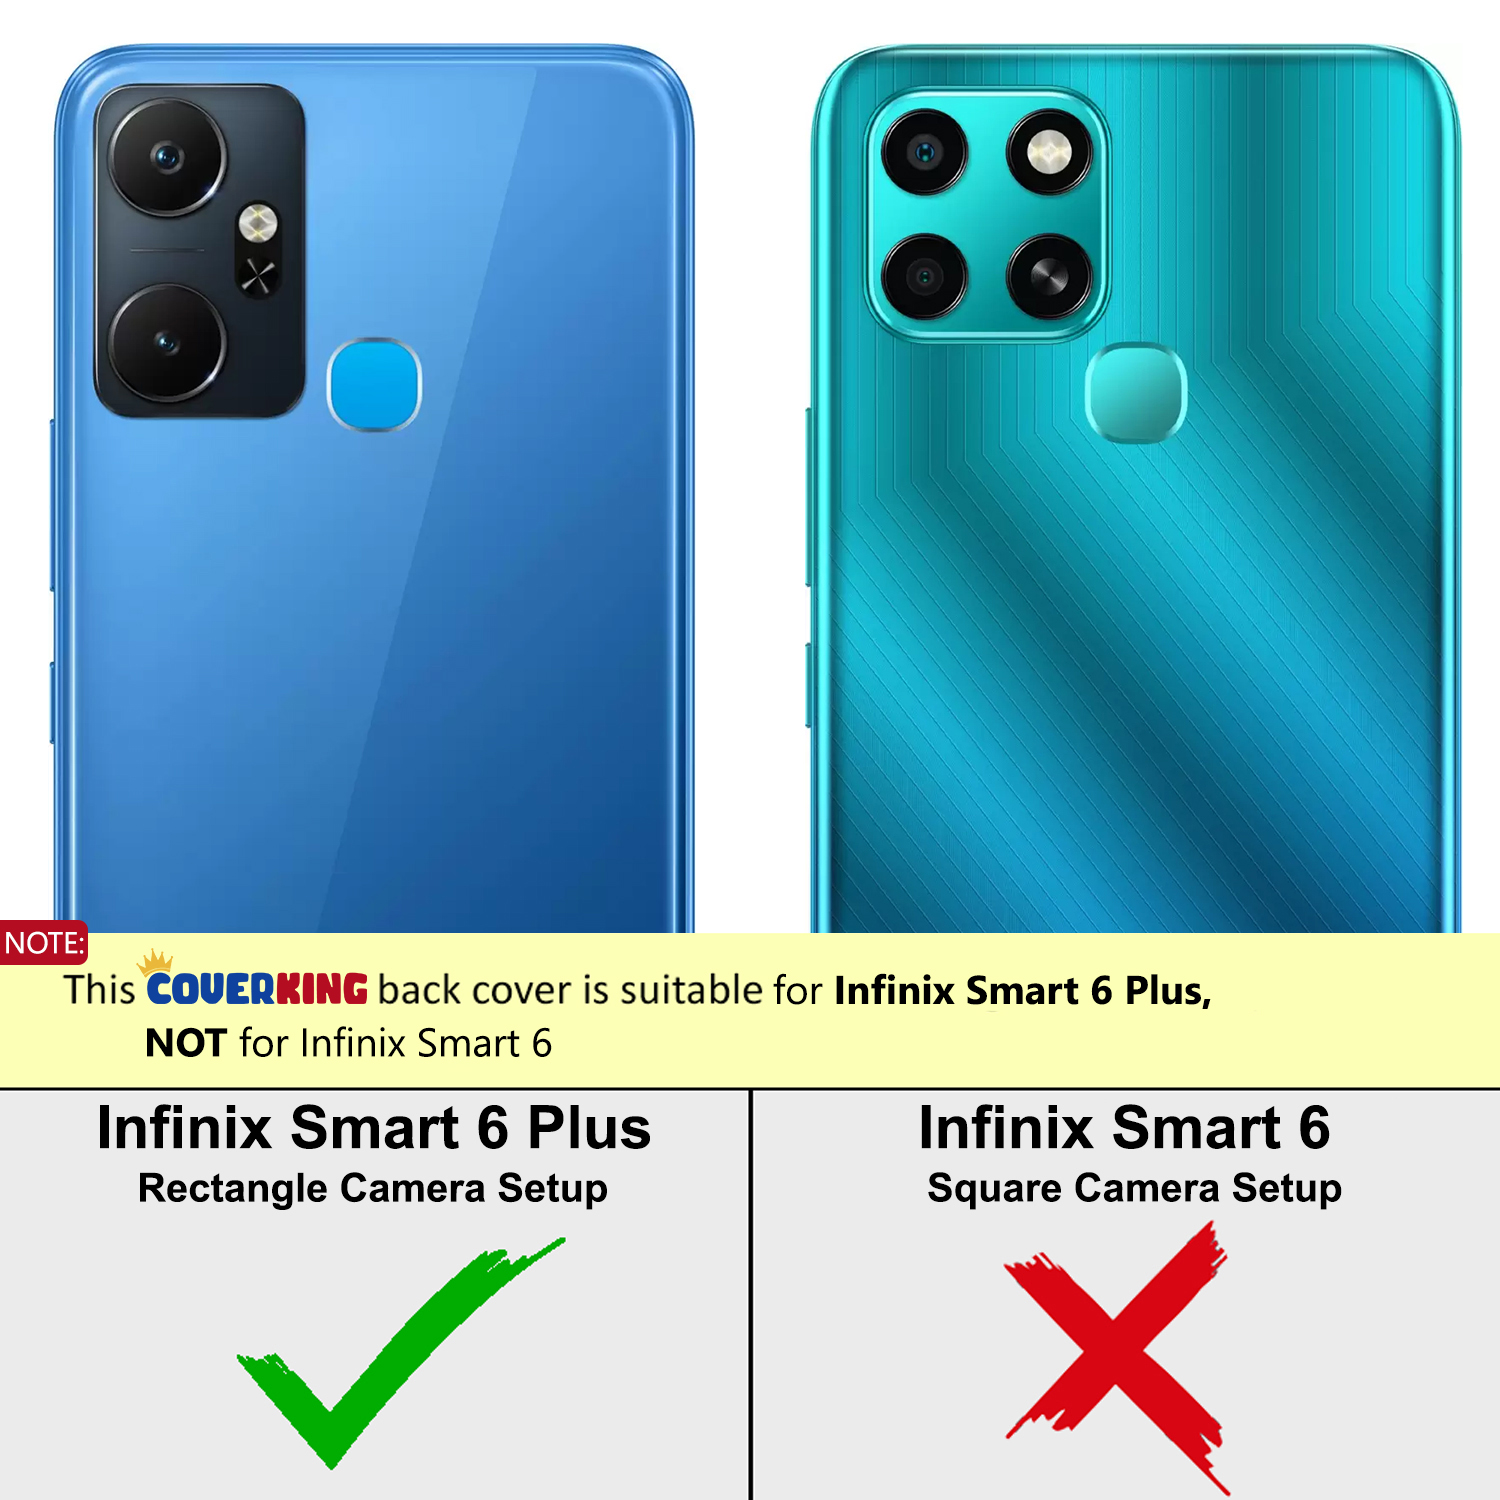 NOTE:
This COVERKING back cover is suitable for Infinix Smart 6 Plus,
NOT for Infinix Smart 6
Infinix Smart 6 Plus
Rectangle Camera Setup
Infinix Smart 6
Square Camera Setup